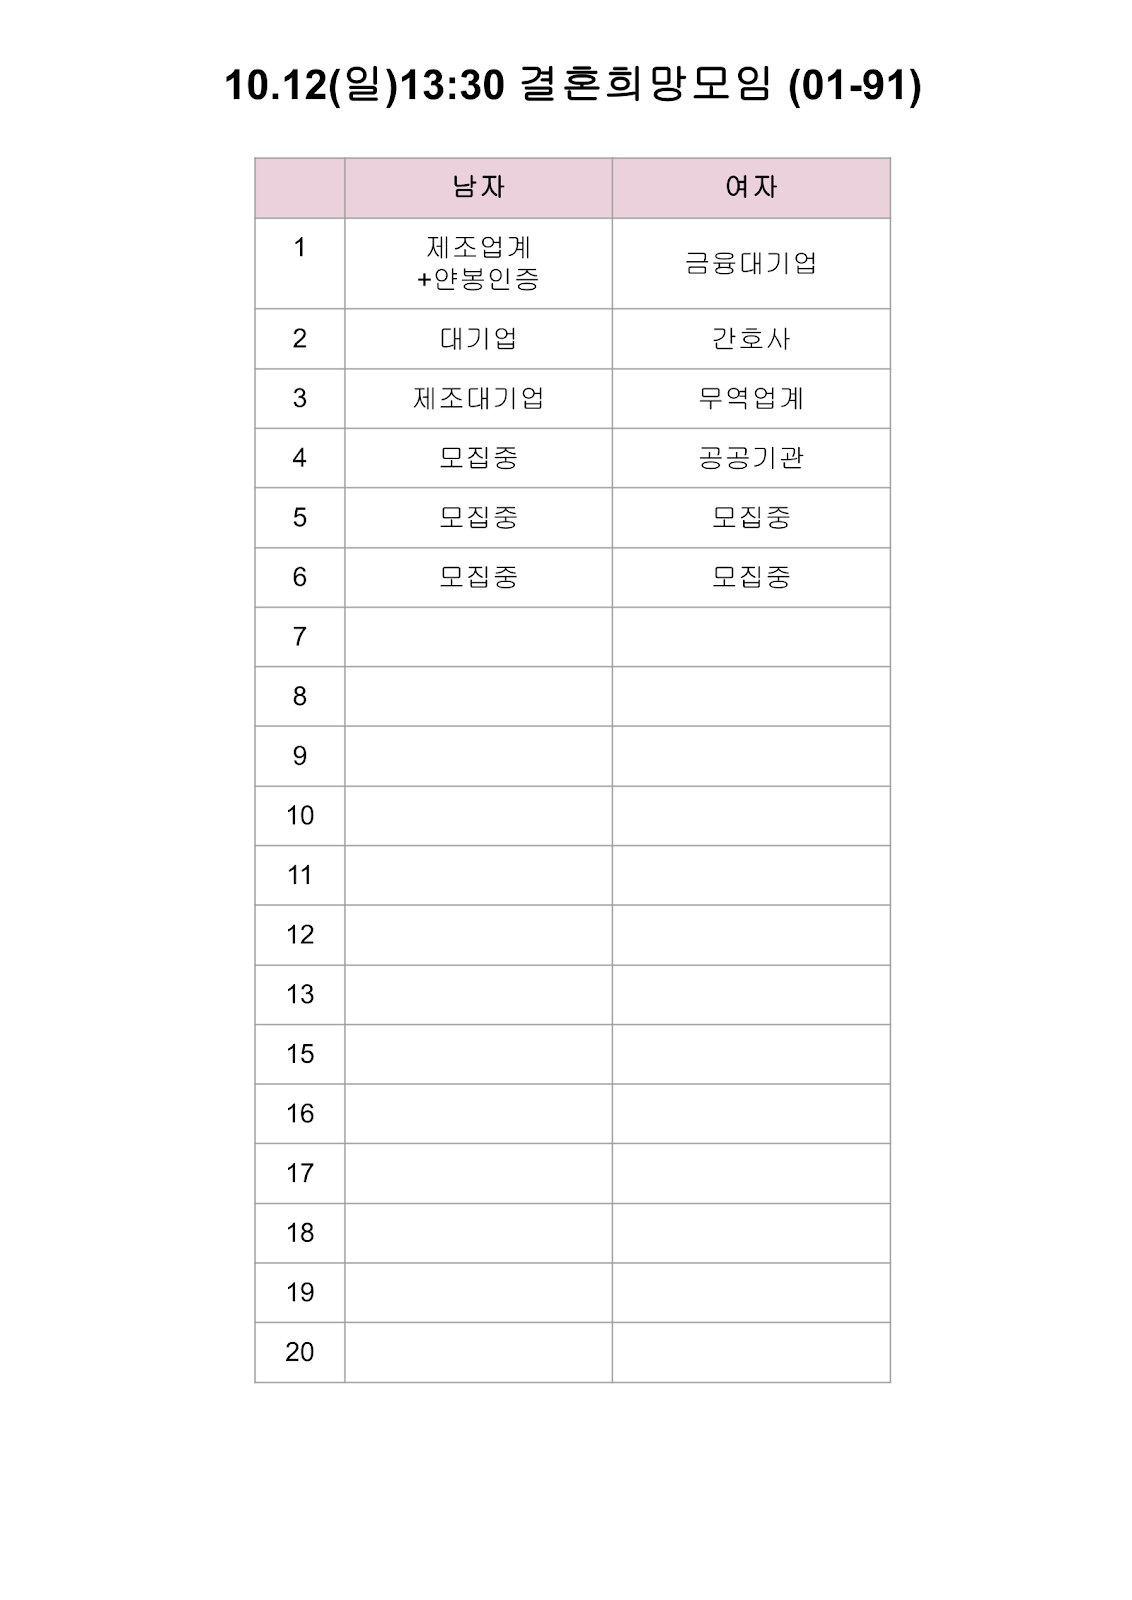 10.12(일)13:30 결혼희망모임 (01-91)
남자 여자
1 제조업계 금융대기업
+얀봉인증
2 대기업 간호사
3 제조대기업 무역업계
4 모집중 공공기관
5 모집중 모집중
6 모집중 모집중
7
8
9
10
11
12
13
15
16
17
18
19
20